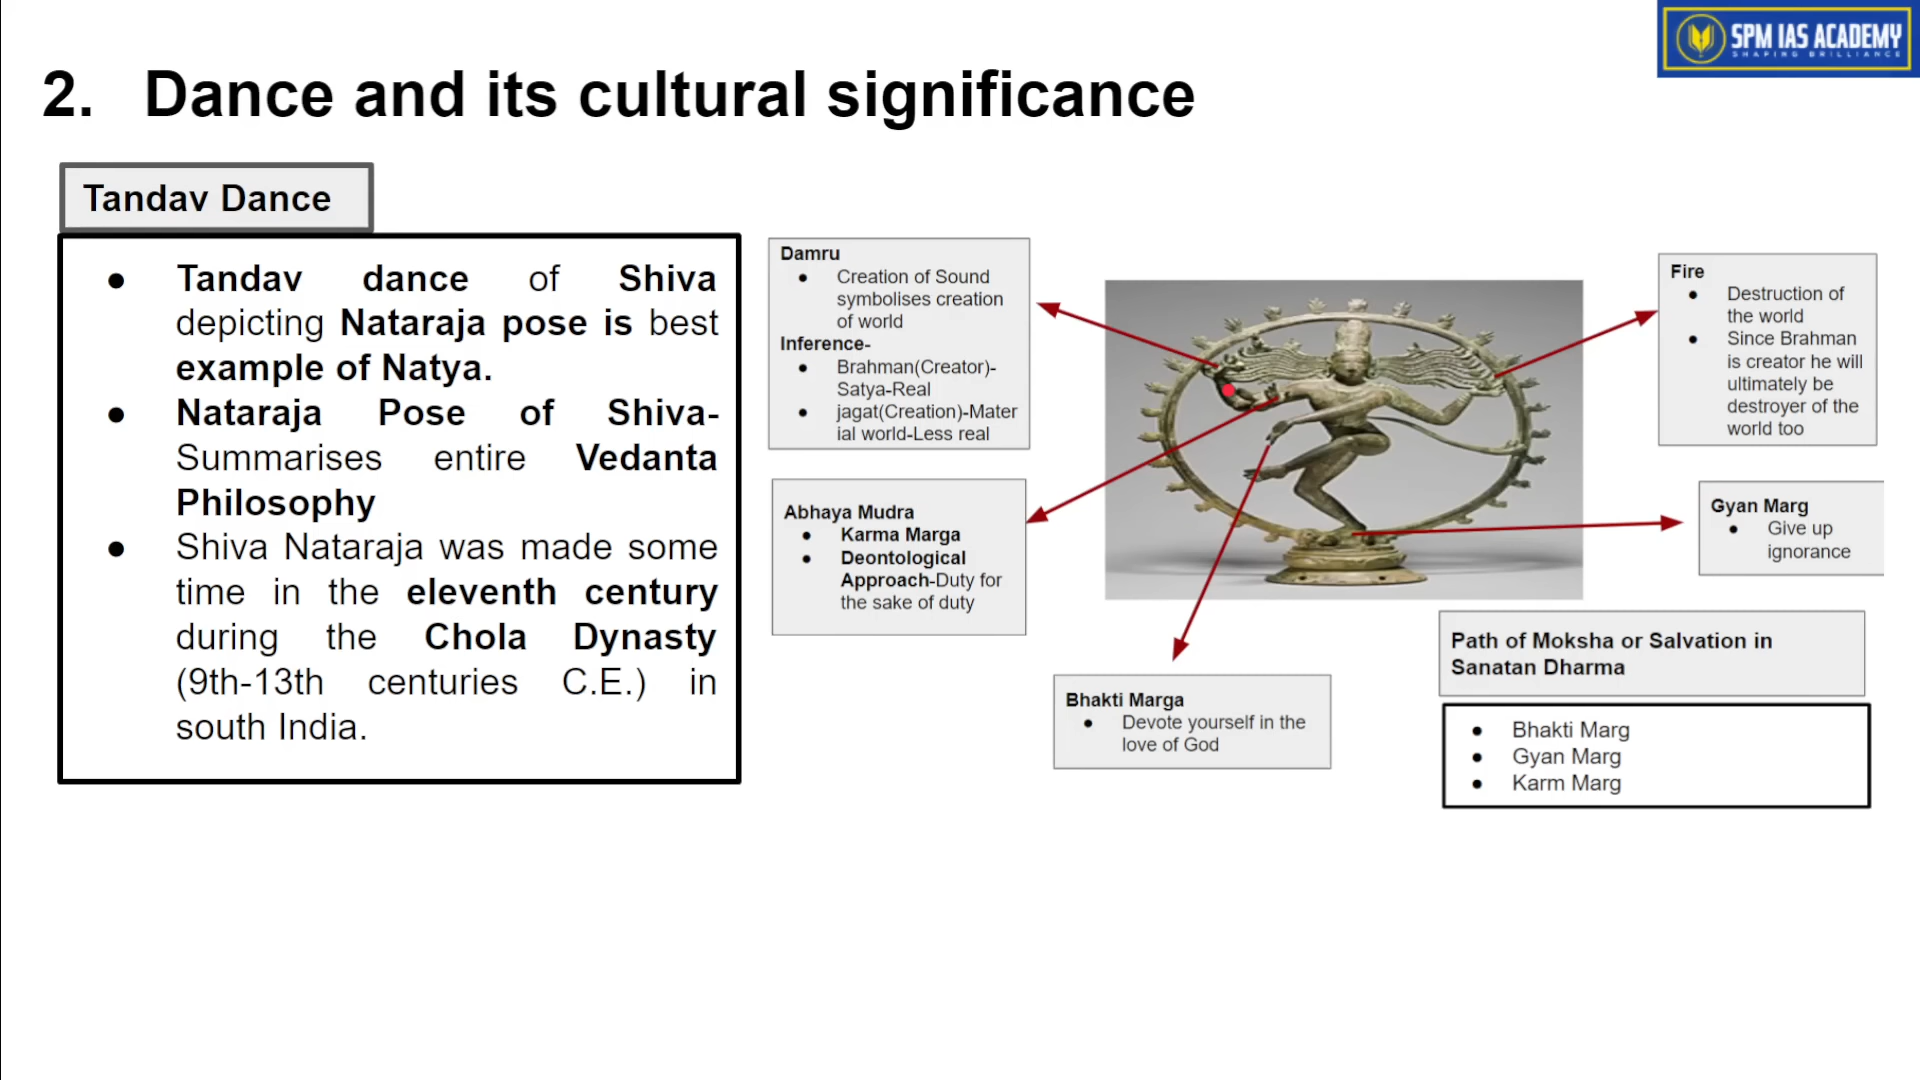 SPM IAS ACADEMY
SHAPING BRILLIANCE
2. Dance and its cultural significance
Tandav Dance
● Tandav dance of Shiva
depicting Nataraja pose is best
example of Natya.
● Nataraja Pose of Shiva-
Summarises entire Vedanta
Philosophy
● Shiva Nataraja was made some
time in the eleventh century
during the Chola Dynasty
(9th-13th centuries C.E.) in
south India.
Damru
● Creation of Sound
symbolises creation
of world
Inference-
● Brahman(Creator)-
Satya-Real
● jagat(Creation)-Mater
ial world-Less real
Abhaya Mudra
● Karma Marga
● Deontological
Approach-Duty for
the sake of duty
Bhakti Marga
● Devote yourself in the
love of God
Fire
● Destruction of
the world
● Since Brahman
is creator he will
ultimately be
destroyer of the
world too
Gyan Marg
● Give up
ignorance
Path of Moksha or Salvation in
Sanatan Dharma
● Bhakti Marg
● Gyan Marg
● Karm Marg